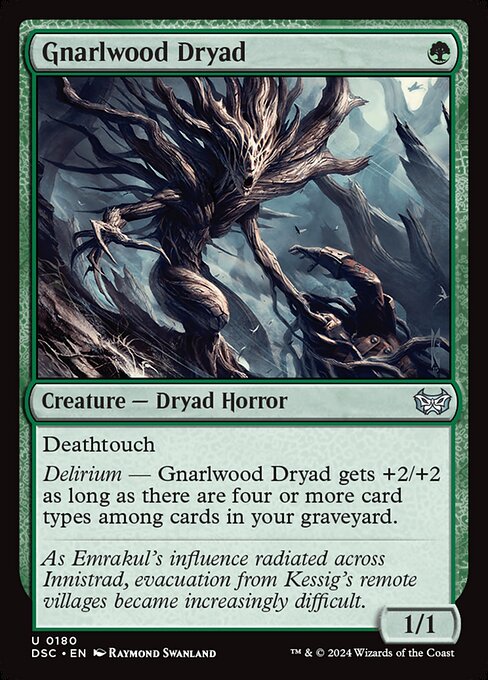 Gnarlwood Dryad
Creature — Dryad Horror
Deathtouch
Delirium — Gnarlwood Dryad gets +2/+2
as long as there are four or more card
types among cards in your graveyard.
As Emrakul's influence radiated across
Innistrad, evacuation from Kessig's remote
villages became increasingly difficult.
1/1
U 0180
DSC • EN Raymond Swanland
™ & © 2024 Wizards of the Coast